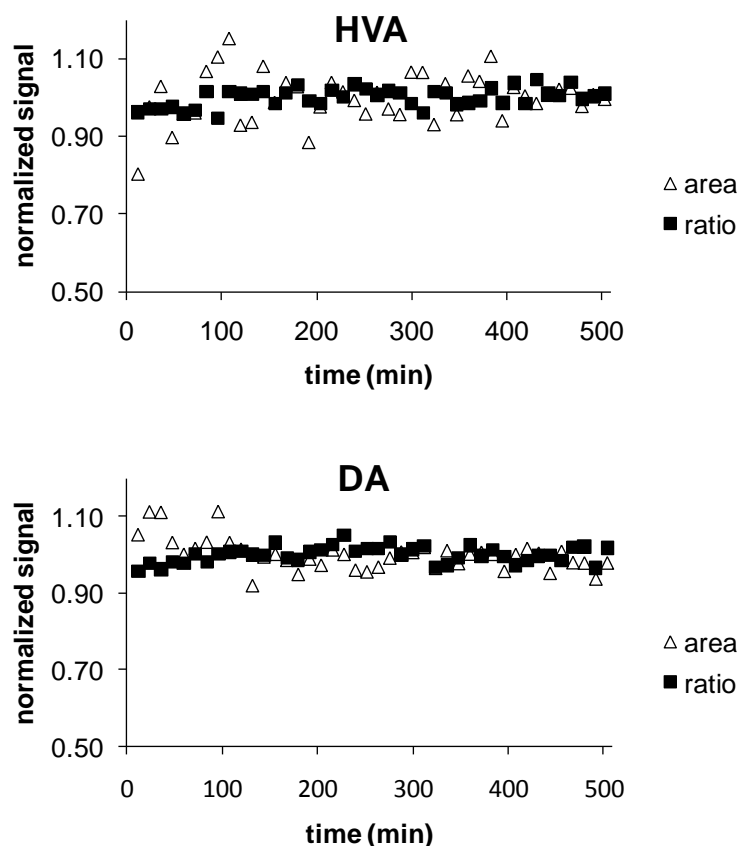 HVA
normalized signal
1.10
0.90
0.70
0.50
0 100 200 300 400 500
time (min)
area
ratio
DA
normalized signal
1.10
0.90
0.70
0.50
0 100 200 300 400 500
time (min)
area
ratio